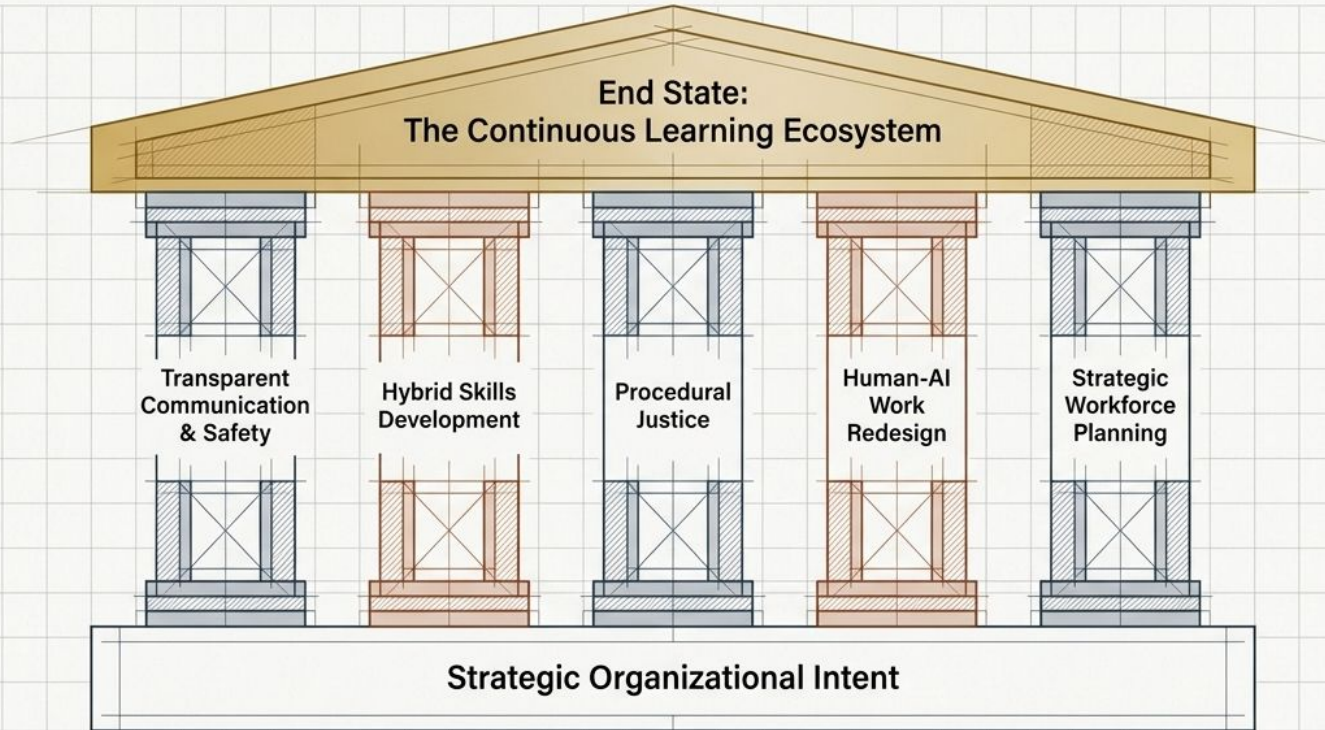 End State:
The Continuous Learning Ecosystem
Transparent
Communication
& Safety
Hybrid Skills
Development
Procedural
Justice
Human-AI
Work
Redesign
Strategic
Workforce
Planning
Strategic Organizational Intent